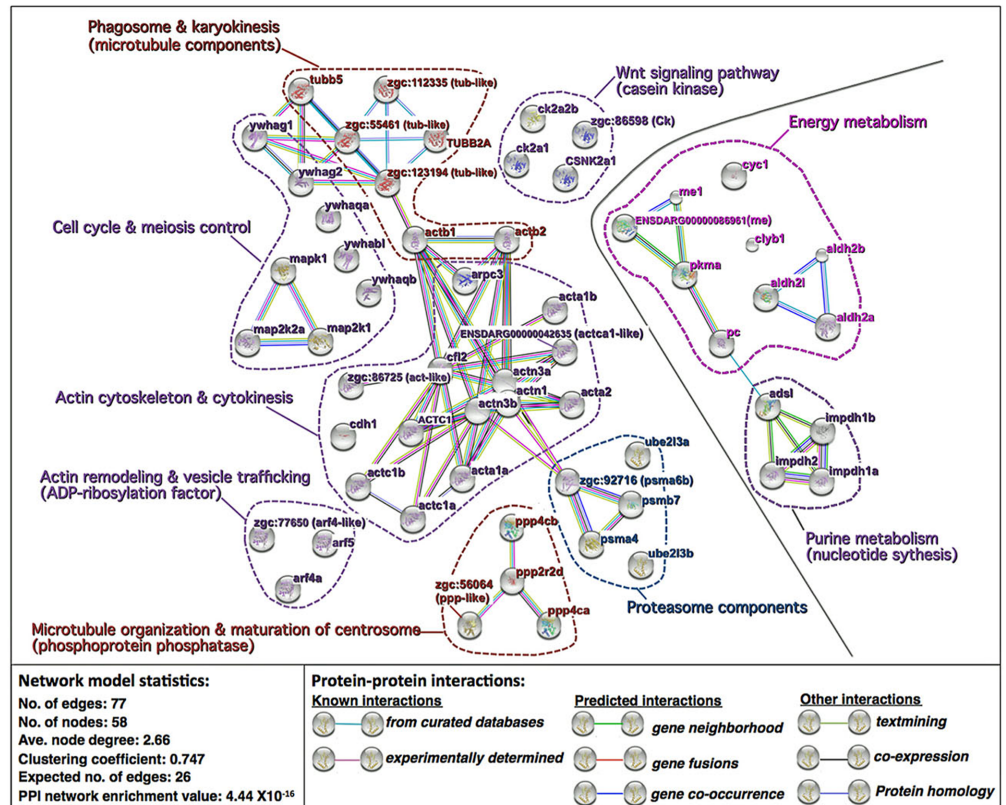 Phagosome & karyokinesis
(microtubule components)
tubb5
zgc:112335 (tub-like)
ywhag1
zgc:55461 (tub-like)
TUBB2A
ywhag2
zgc:123194 (tub-like)
Wnt signaling pathway
(casein kinase)
ck2a2b
zgc:86598 (Ck)
ck2a1
CSNK2a1
Energy metabolism
cyc1
me1
ENSDARG00000086961(me)
clyb1
pkma
aldh2b
aldh2l
aldh2a
pc
Cell cycle & meiosis control
ywhaqa
ywhabl
mapk1
ywhaqb
map2k2a
map2k1
actb1
actb2
arpc3
acta1b
ENSDARG00000042635 (actca1-like)
cfl2
zgc:86725 (act-like)
actn3a
actn1
actn3b
acta2
Actin cytoskeleton & cytokinesis
ACTC1
cdh1
actc1b
acta1a
actc1a
adsl
impdh1b
impdh2
impdh1a
Purine metabolism
(nucleotide sythesis)
Actin remodeling & vesicle trafficking
(ADP-ribosylation factor)
zgc:77650 (arf4-like)
arf5
arf4a
ube2l3a
zgc:92716 (psma6b)
psmb7
psma4
ube2l3b
Proteasome components
ppp4cb
ppp2r2d
zgc:56064
(ppp-like)
ppp4ca
Microtubule organization & maturation of centrosome
(phosphoprotein phosphatase)
Network model statistics:
No. of edges: 77
No. of nodes: 58
Ave. node degree: 2.66
Clustering coefficient: 0.747
Expected no. of edges: 26
PPI network enrichment value: 4.44 X10-16
Protein-protein interactions:
Known interactions
from curated databases
experimentally determined
Predicted interactions
gene neighborhood
gene fusions
gene co-occurrence
Other interactions
textmining
co-expression
Protein homology